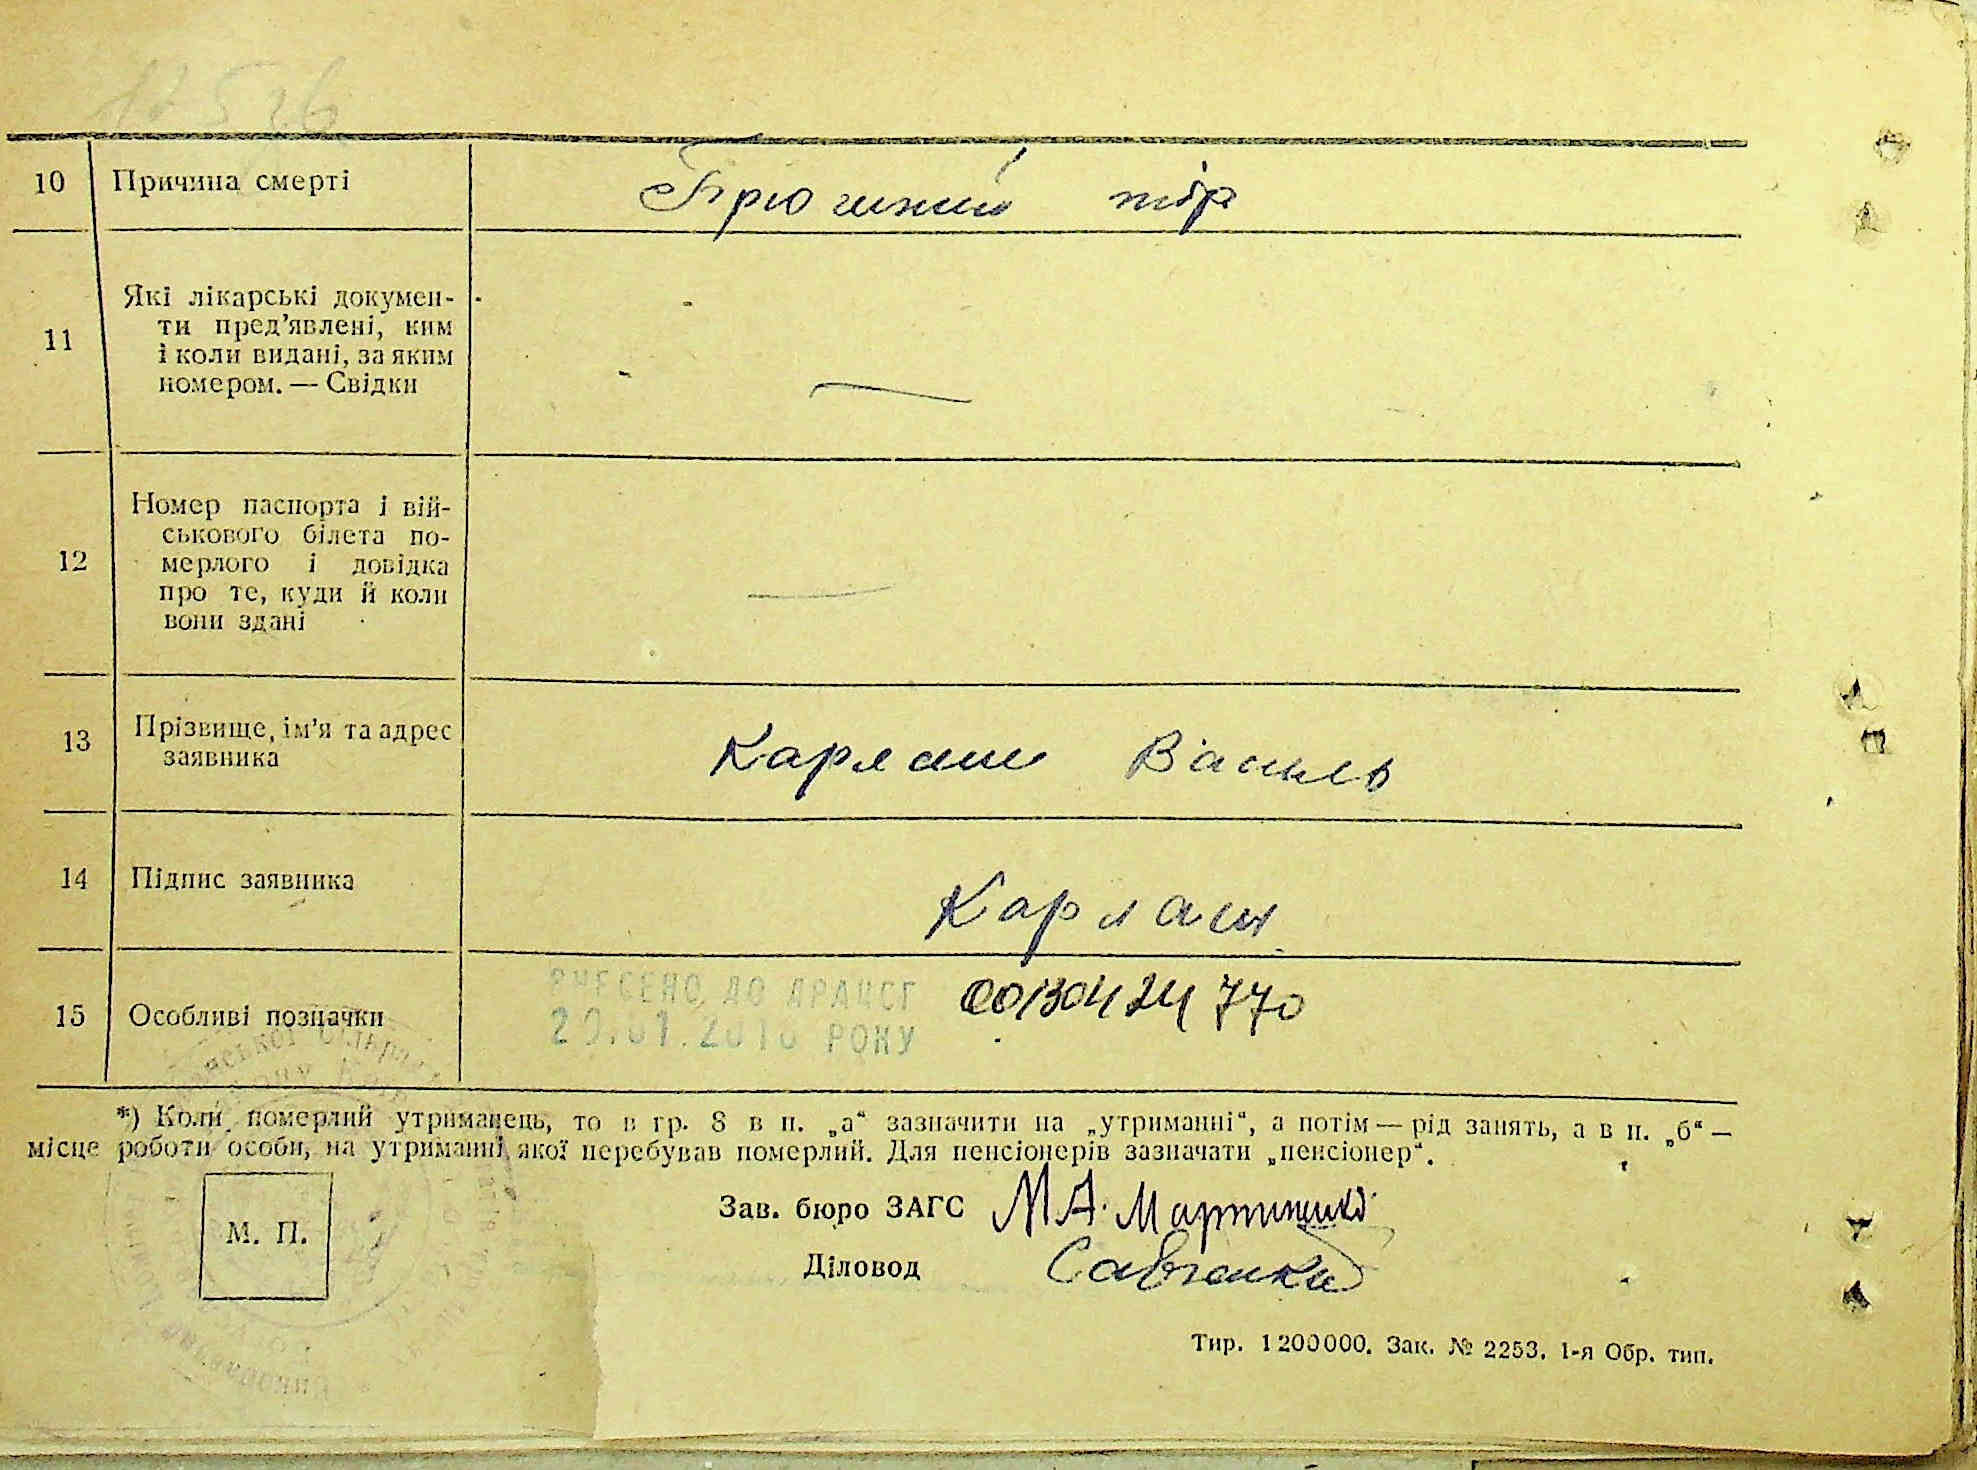 10 Причина смерті Брюшний тіф
11 Які лікарські докумен-
ти пред’явлені, ким
і коли видані, за яким
номером. — Свідки —
12 Номер паспорта і вій-
ськового білета по-
мерлого і довідка
про те, куди й коли
вони здані —
13 Прізвище, ім’я та адрес
заявника Карлаш Василь
14 Підпис заявника Карлаш
15 Особливі позначки ВНЕСЕНО ДО ДРАЦСГ 00130424770
РОКУ
*) Коли померлий утриманець, то в гр. 8 в п. „а“ зазначити на „утриманні“, а потім — рід занять, а в п. „б“ —
місце роботи особи, на утриманні якої перебував померлий. Для пенсіонерів зазначати „пенсіонер“.
Зав. бюро ЗАГС М А. Мартиненко
М. П.
Діловод Савченко
Тир. 1200000. Зак. № 2253. 1-я Обр. тип.